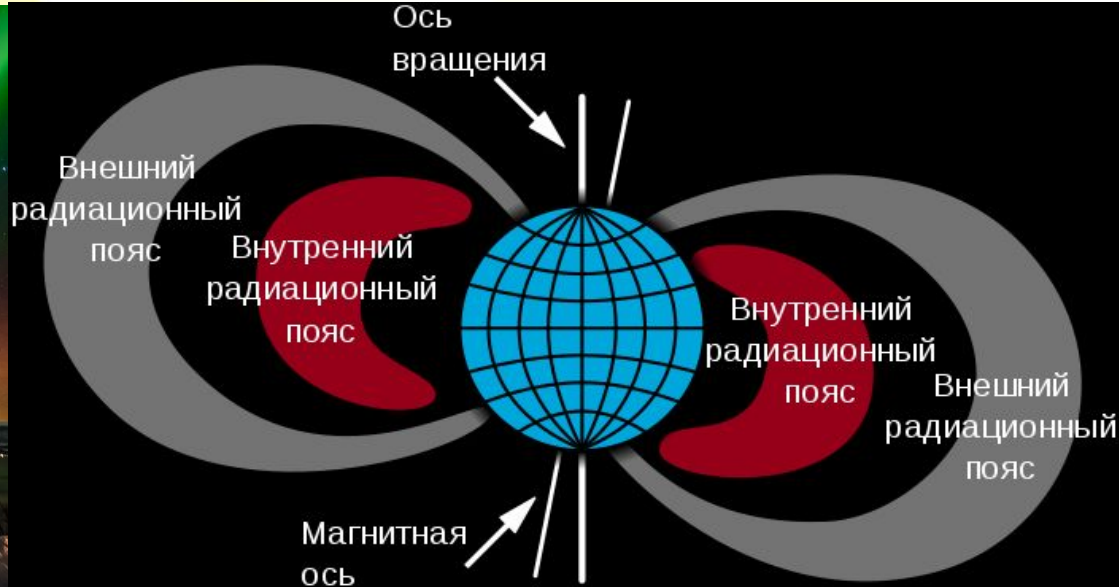 Ось
вращения
Внешний
радиационный
пояс
Внутренний
радиационный
пояс
Внутренний
радиационный
пояс
Внешний
радиационный
пояс
Магнитная
ось